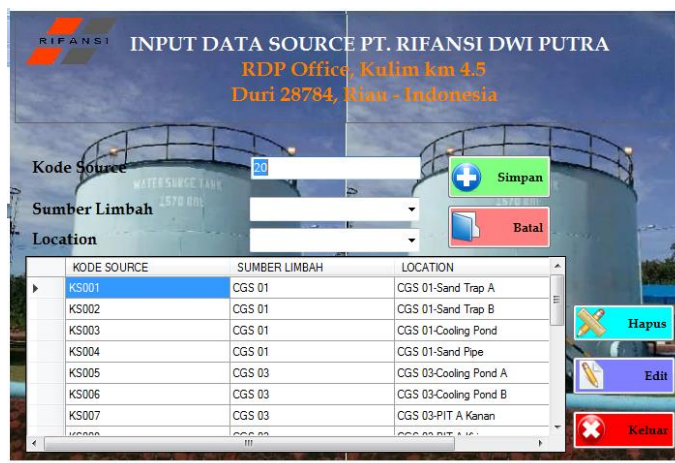 RIFANSI
INPUT DATA SOURCE PT. RIFANSI DWI PUTRA
RDP Office, Kulim km 4.5
Duri 28784, Riau - Indonesia
WATER SURGE TANK
Kode Source 20 Simpan
Sumber Limbah
Batal
Location
KODE SOURCE SUMBER LIMBAH LOCATION
KS001 CGS 01 CGS 01-Sand Trap A
KS002 CGS 01 CGS 01-Sand Trap B
KS003 CGS 01 CGS 01-Cooling Pond
KS004 CGS 01 CGS 01-Sand Pipe
KS005 CGS 03 CGS 03-Cooling Pond A
KS006 CGS 03 CGS 03-Cooling Pond B
KS007 CGS 03 CGS 03-PIT A Kanan
Hapus
Edit
Keluar